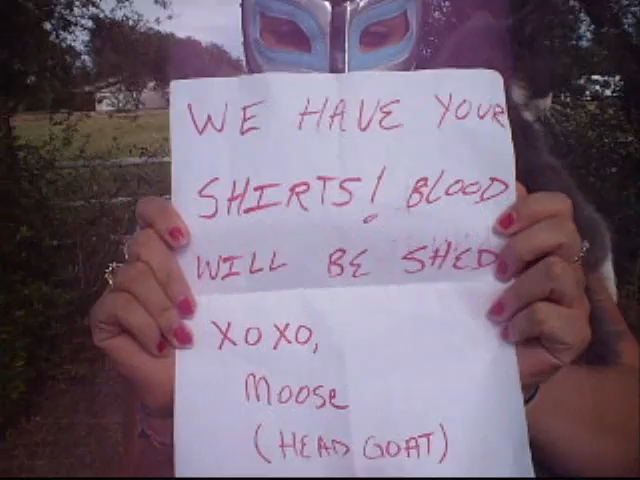 WE HAVE YOUR
SHIRTS! BLOOD
WILL BE SHED
XOXO,
MOOSE
(HEAD GOAT)